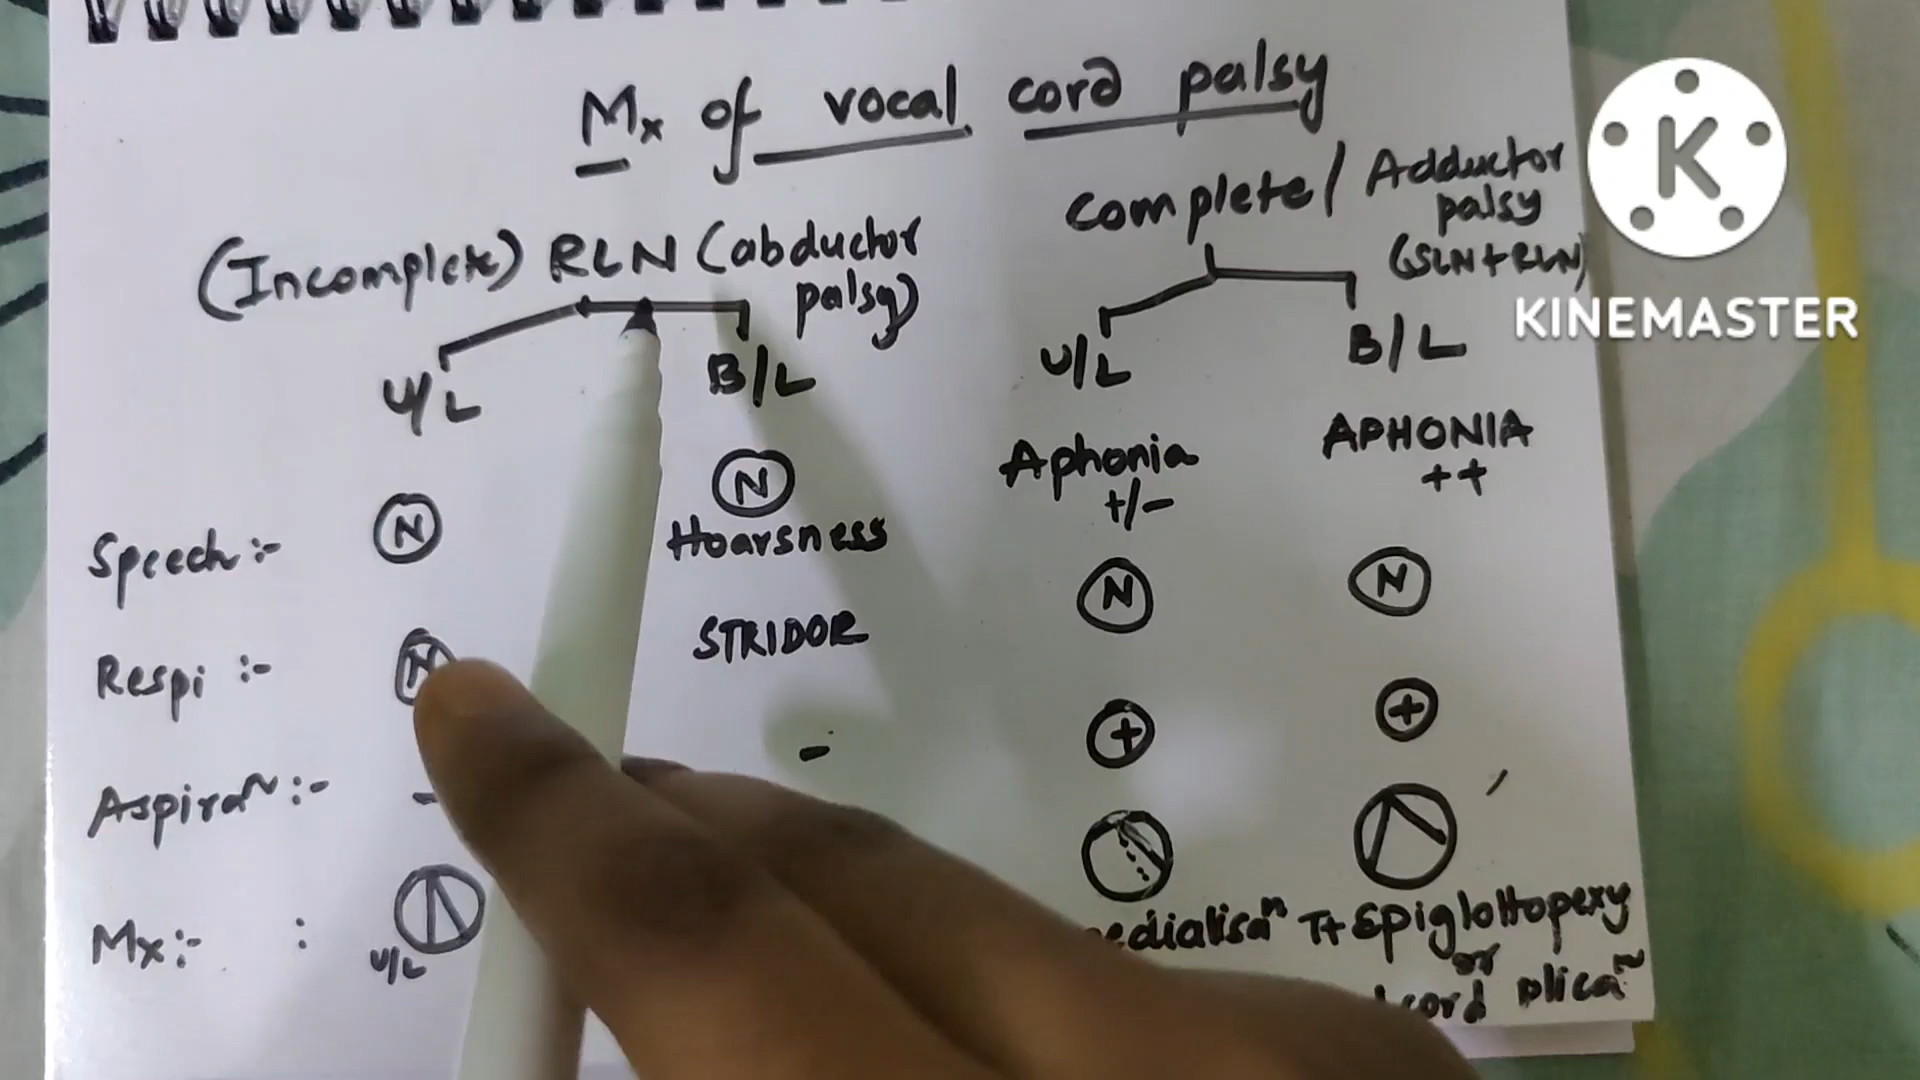 Mx of vocal cord palsy
(Incomplete) RLN (abductor palsy)
U/L B/L
complete / Adductor palsy
(SLN+RLN)
U/L B/L
Speech :- N N Aphonia +/- APHONIA ++
Hoarsness
Respi :- N STRIDOR N N
Aspiraⁿ :- - - + +
Mx :- : U/L
Tt Epiglottopexy
or
cord plicaⁿ
K
KINEMASTER